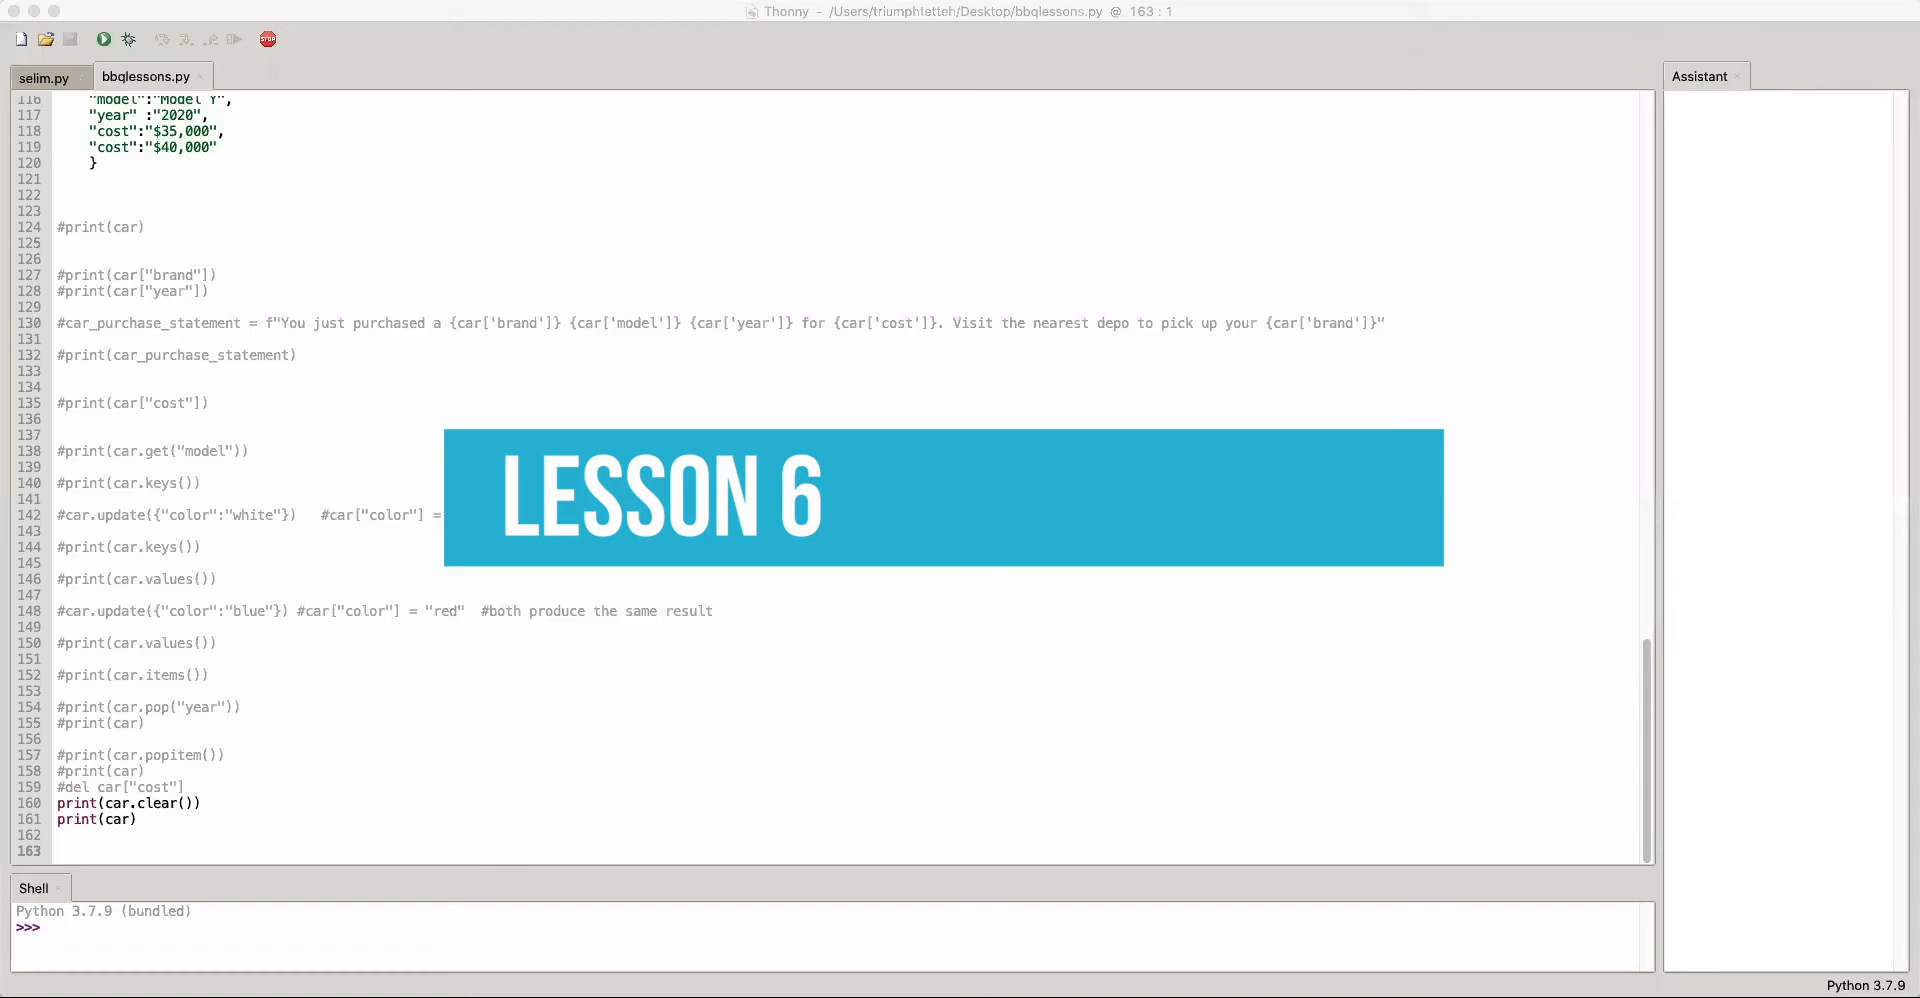 Thonny - /Users/triumphtetteh/Desktop/bbqlessons.py @ 163 : 1
STOP
selim.py
bbqlessons.py
Assistant
116 "model":"Model Y",
117 "year" :"2020",
118 "cost":"$35,000",
119 "cost":"$40,000"
120 }
121
122
123
124 #print(car)
125
126
127 #print(car["brand"])
128 #print(car["year"])
129
130 #car_purchase_statement = f"You just purchased a {car['brand']} {car['model']} {car['year']} for {car['cost']}. Visit the nearest depo to pick up your {car['brand']}"
131
132 #print(car_purchase_statement)
133
134
135 #print(car["cost"])
136
137
138 #print(car.get("model"))
139
140 #print(car.keys())
141
142 #car.update({"color":"white"}) #car["color"] =
143
144 #print(car.keys())
145
146 #print(car.values())
147
148 #car.update({"color":"blue"}) #car["color"] = "red" #both produce the same result
149
150 #print(car.values())
151
152 #print(car.items())
153
154 #print(car.pop("year"))
155 #print(car)
156
157 #print(car.popitem())
158 #print(car)
159 #del car["cost"]
160 print(car.clear())
161 print(car)
162
163
LESSON 6
Shell
Python 3.7.9 (bundled)
>>>
Python 3.7.9